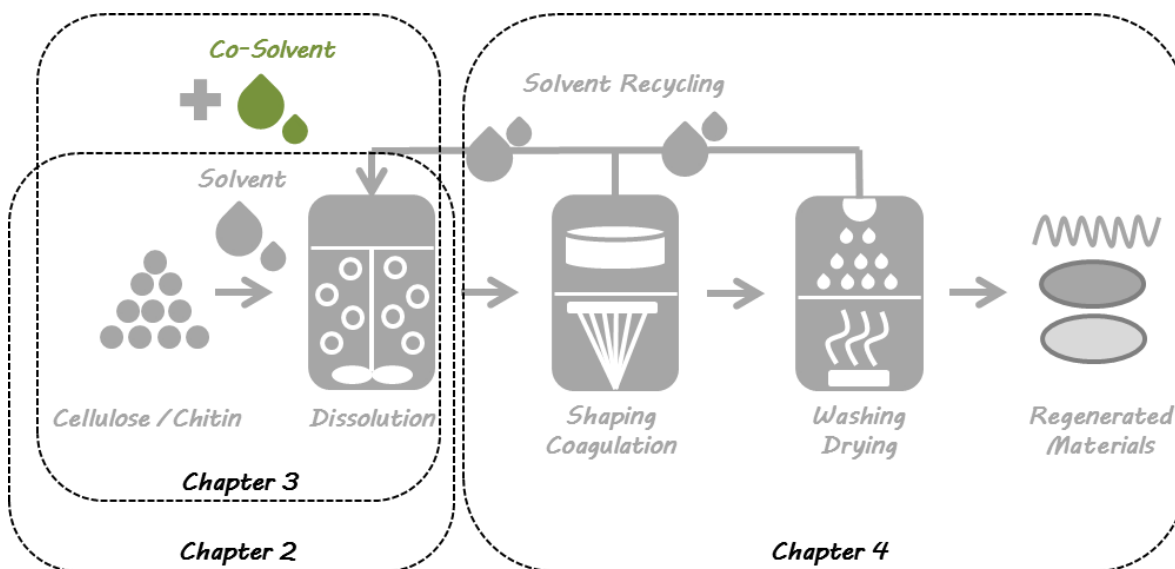 Co-Solvent
Solvent Recycling
Solvent
Cellulose / Chitin
Dissolution
Shaping
Coagulation
Washing
Drying
Regenerated
Materials
Chapter 3
Chapter 2
Chapter 4